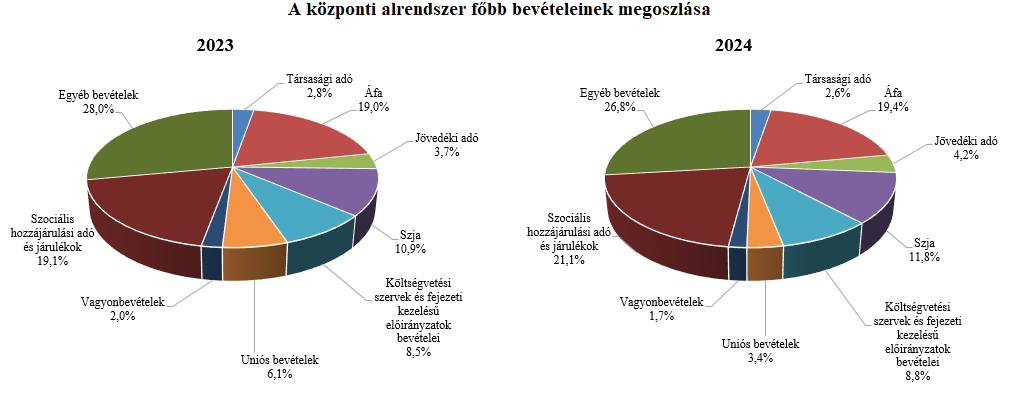 A központi alrendszer főbb bevételeinek megoszlása
2023
Társasági adó
2,8%
Áfa
19,0%
Jövedéki adó
3,7%
Szja
10,9%
Költségvetési
szervek és fejezeti
kezelésű
előirányzatok
bevételei
8,5%
Uniós bevételek
6,1%
Vagyonbevételek
2,0%
Szociális
hozzájárulási adó
és járulékok
19,1%
Egyéb bevételek
28,0%
2024
Társasági adó
2,6%
Áfa
19,4%
Jövedéki adó
4,2%
Szja
11,8%
Költségvetési
szervek és fejezeti
kezelésű
előirányzatok
bevételei
8,8%
Uniós bevételek
3,4%
Vagyonbevételek
1,7%
Szociális
hozzájárulási adó
és járulékok
21,1%
Egyéb bevételek
26,8%